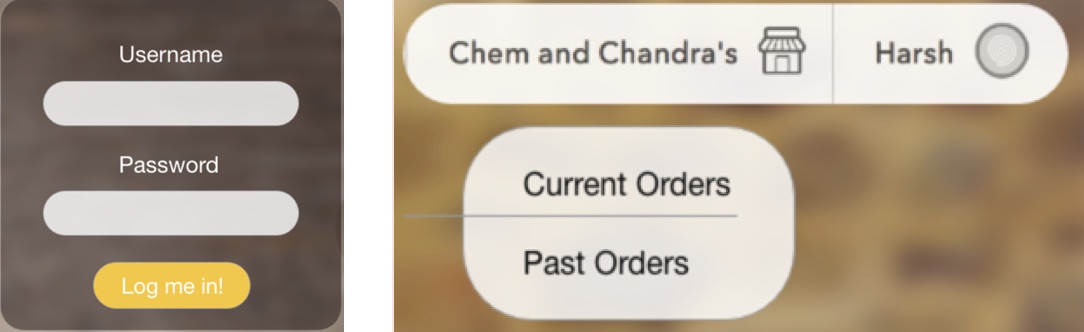 Username
Password
Log me in!
Chem and Chandra's
Harsh
Current Orders
Past Orders